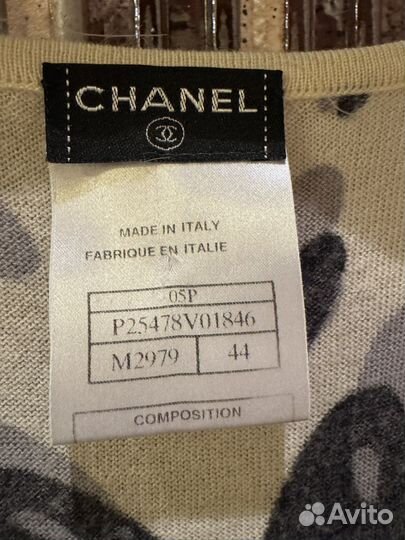 CHANEL
MADE IN ITALY
FABRIQUE EN ITALIE
05P
P25478V01846
M2979 44
COMPOSITION
Avito